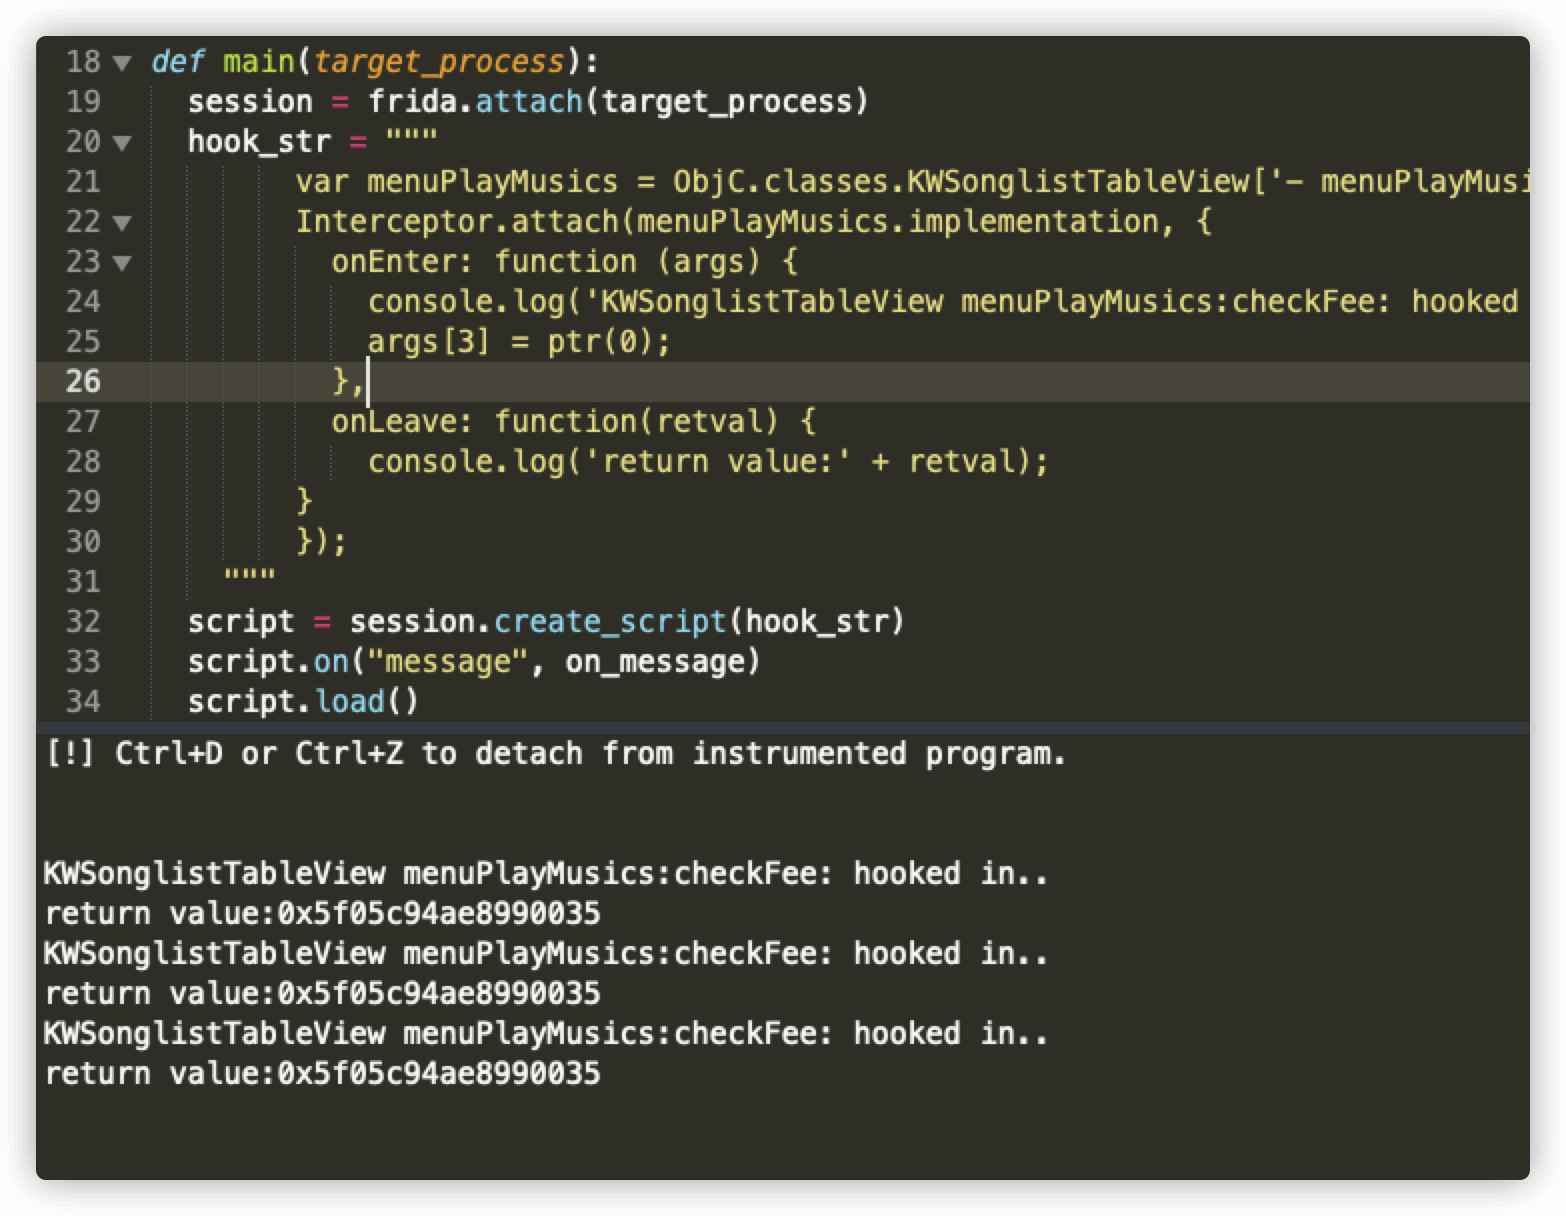 18 def main(target_process):
19 session = frida.attach(target_process)
20 hook_str = """
21 var menuPlayMusics = ObjC.classes.KWSonglistTableView['- menuPlayMusi
22 Interceptor.attach(menuPlayMusics.implementation, {
23 onEnter: function (args) {
24 console.log('KWSonglistTableView menuPlayMusics:checkFee: hooked
25 args[3] = ptr(0);
26 },
27 onLeave: function(retval) {
28 console.log('return value:' + retval);
29 }
30 });
31 """
32 script = session.create_script(hook_str)
33 script.on("message", on_message)
34 script.load()
[!] Ctrl+D or Ctrl+Z to detach from instrumented program.
KWSonglistTableView menuPlayMusics:checkFee: hooked in..
return value:0x5f05c94ae8990035
KWSonglistTableView menuPlayMusics:checkFee: hooked in..
return value:0x5f05c94ae8990035
KWSonglistTableView menuPlayMusics:checkFee: hooked in..
return value:0x5f05c94ae8990035